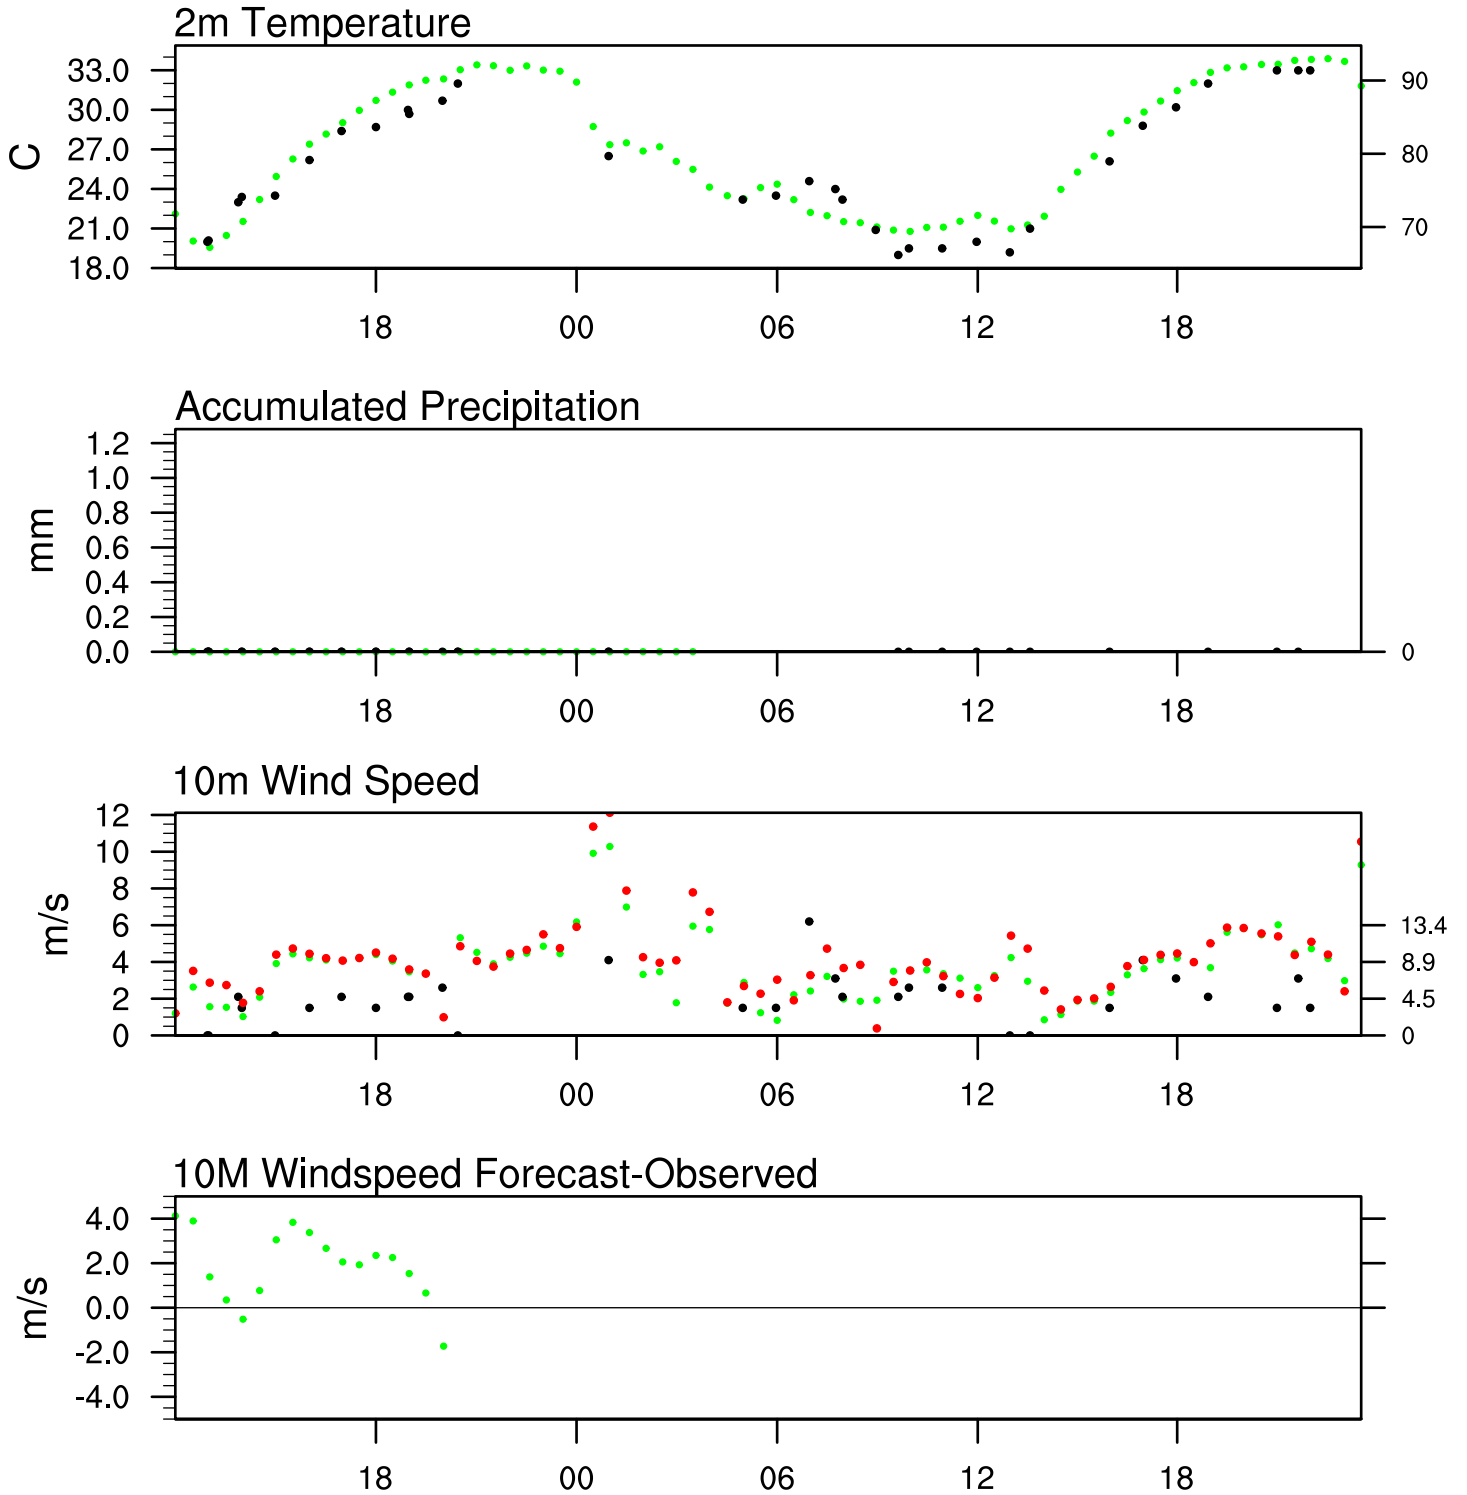 2m Temperature
33.0
30.0
27.0
24.0
21.0
18.0
C
90
80
70
18 00 06 12 18
Accumulated Precipitation
1.2
1.0
0.8
0.6
0.4
0.2
0.0
mm
0
18 00 06 12 18
10m Wind Speed
12
10
8
6
4
2
0
m/s
13.4
8.9
4.5
0
18 00 06 12 18
10M Windspeed Forecast-Observed
4.0
2.0
0.0
-2.0
-4.0
m/s
18 00 06 12 18